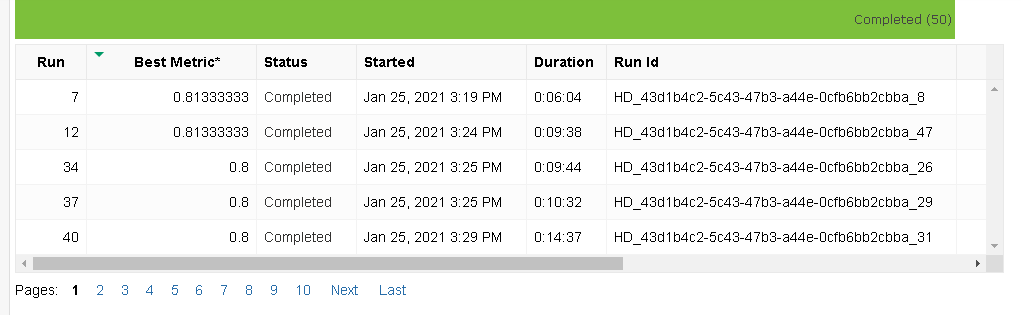 Completed (50)
Run Best Metric* Status Started Duration Run Id
7 0.81333333 Completed Jan 25, 2021 3:19 PM 0:06:04 HD_43d1b4c2-5c43-47b3-a44e-0cfb6bb2cbba_8
12 0.81333333 Completed Jan 25, 2021 3:24 PM 0:09:38 HD_43d1b4c2-5c43-47b3-a44e-0cfb6bb2cbba_47
34 0.8 Completed Jan 25, 2021 3:25 PM 0:09:44 HD_43d1b4c2-5c43-47b3-a44e-0cfb6bb2cbba_26
37 0.8 Completed Jan 25, 2021 3:25 PM 0:10:32 HD_43d1b4c2-5c43-47b3-a44e-0cfb6bb2cbba_29
40 0.8 Completed Jan 25, 2021 3:29 PM 0:14:37 HD_43d1b4c2-5c43-47b3-a44e-0cfb6bb2cbba_31
Pages: 1 2 3 4 5 6 7 8 9 10 Next Last